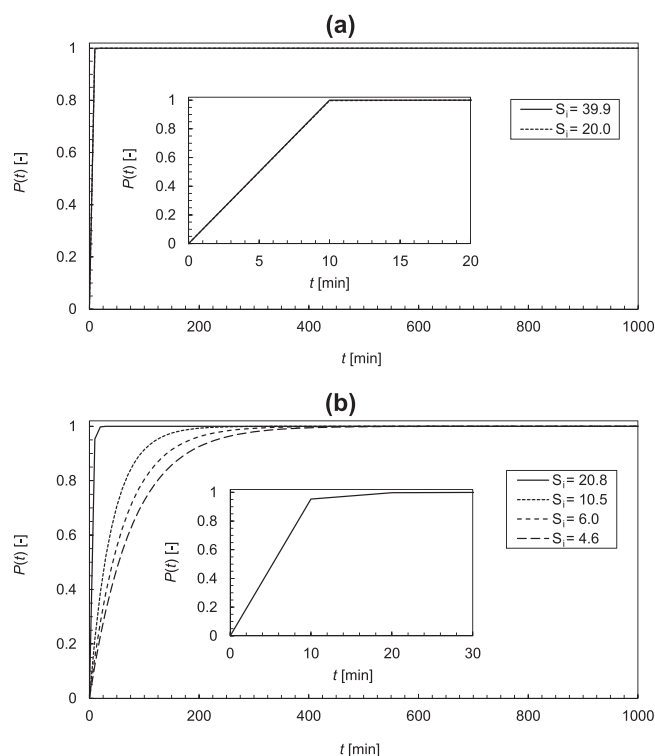 (a)
1
0.8
0.6
0.4
0.2
0
P(t) [-]
0 200 400 600 800 1000
t [min]
1
0.8
0.6
0.4
0.2
0
P(t) [-]
0 5 10 15 20
t [min]
Si = 39.9
Si = 20.0
(b)
1
0.8
0.6
0.4
0.2
0
P(t) [-]
0 200 400 600 800 1000
t [min]
1
0.8
0.6
0.4
0.2
0
P(t) [-]
0 10 20 30
t [min]
Si = 20.8
Si = 10.5
Si = 6.0
Si = 4.6